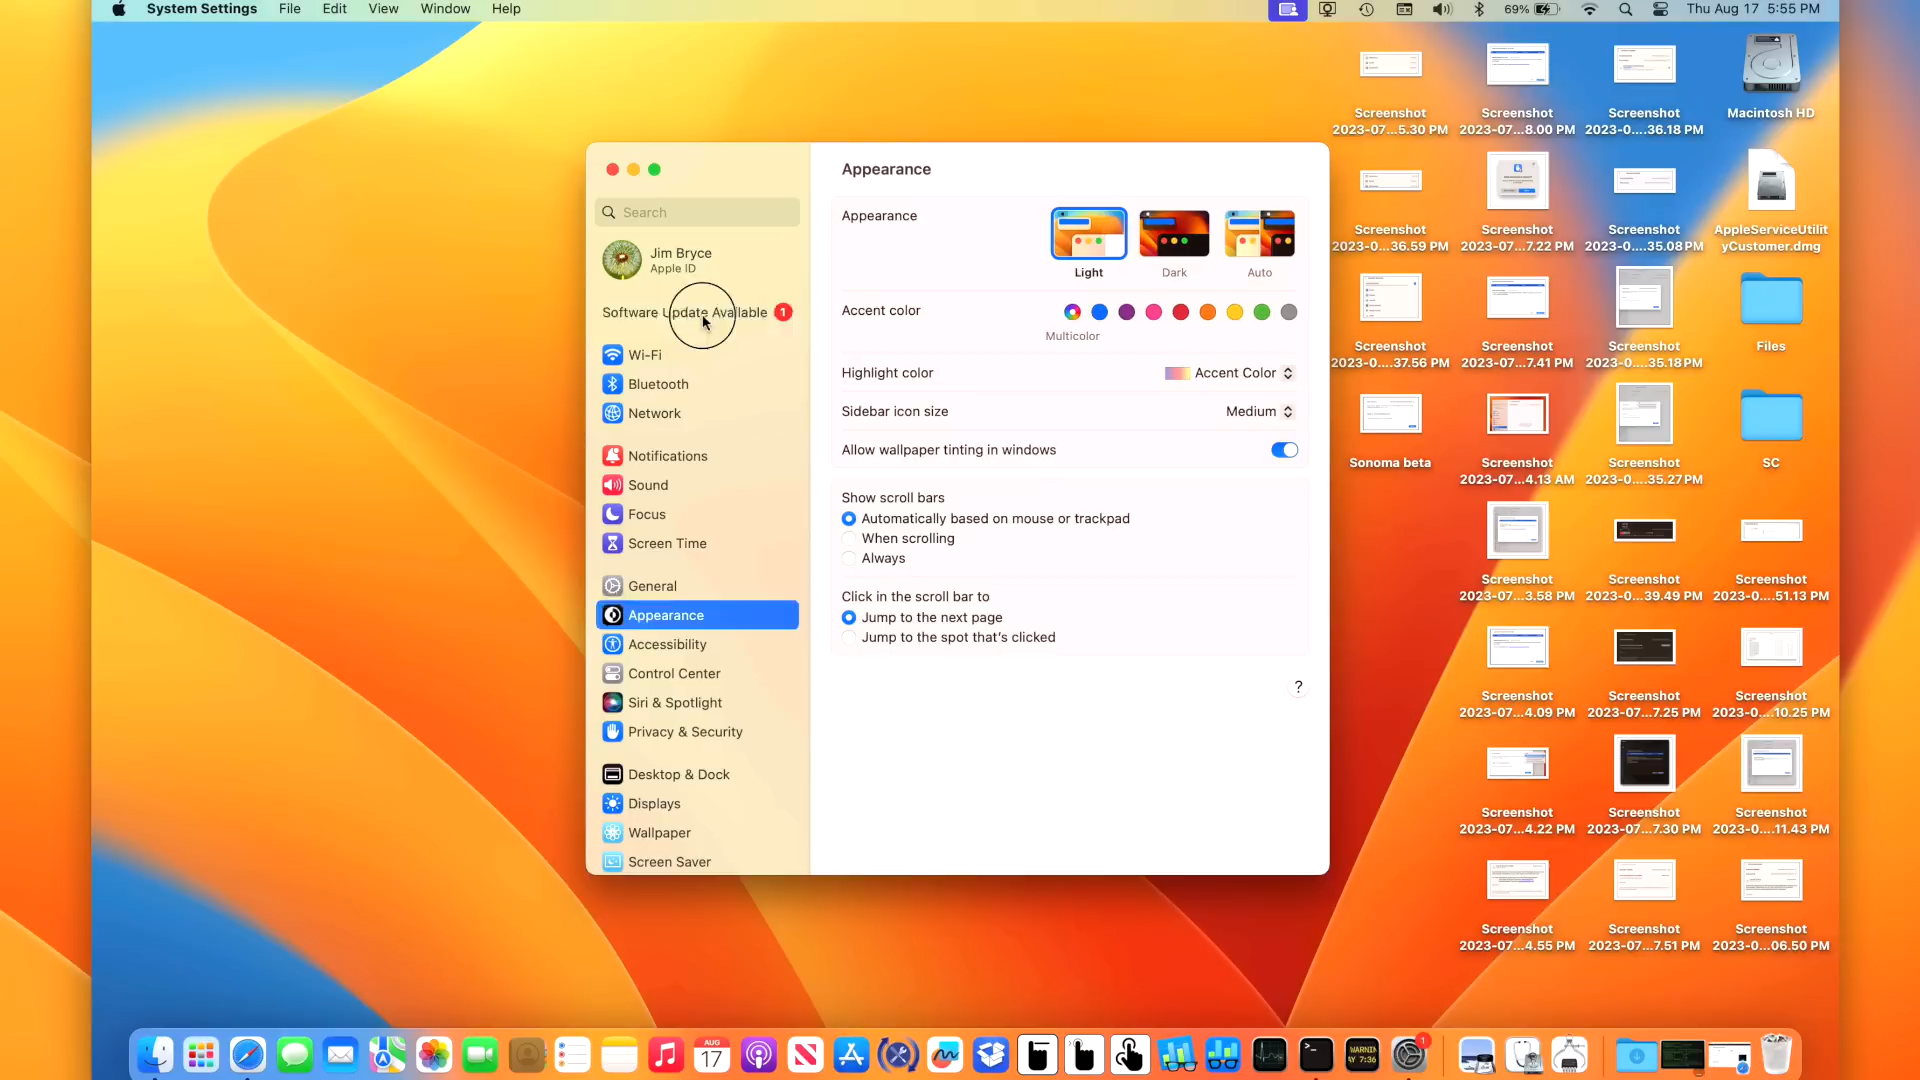 System Settings File Edit View Window Help
69% Thu Aug 17 5:55 PM
Appearance
Search
Jim Bryce
Apple ID
Software Update Available 1
Wi-Fi
Bluetooth
Network
Notifications
Sound
Focus
Screen Time
General
Appearance
Accessibility
Control Center
Siri & Spotlight
Privacy & Security
Desktop & Dock
Displays
Wallpaper
Screen Saver
Appearance
Light Dark Auto
Accent color
Multicolor
Highlight color Accent Color
Sidebar icon size Medium
Allow wallpaper tinting in windows
Show scroll bars
Automatically based on mouse or trackpad
When scrolling
Always
Click in the scroll bar to
Jump to the next page
Jump to the spot that's clicked
?
Screenshot Screenshot Screenshot Macintosh HD
2023-07...5.30 PM 2023-07...8.00 PM 2023-0....36.18 PM
Screenshot Screenshot Screenshot AppleServiceUtilit
2023-0....36.59 PM 2023-07...7.22 PM 2023-0....35.08 PM yCustomer.dmg
Screenshot Screenshot Screenshot Files
2023-0....37.56 PM 2023-07...7.41 PM 2023-0....35.18 PM
Sonoma beta Screenshot Screenshot SC
2023-07...4.13 AM 2023-0....35.27 PM
Screenshot Screenshot Screenshot
2023-07...3.58 PM 2023-0....39.49 PM 2023-0....51.13 PM
Screenshot Screenshot Screenshot
2023-07...4.09 PM 2023-07...7.25 PM 2023-0....10.25 PM
Screenshot Screenshot Screenshot
2023-07...4.22 PM 2023-07...7.30 PM 2023-0....11.43 PM
Screenshot Screenshot Screenshot
2023-07...4.55 PM 2023-07...7.51 PM 2023-0....06.50 PM
AUG
17
WARNIN
AY 7:36
1